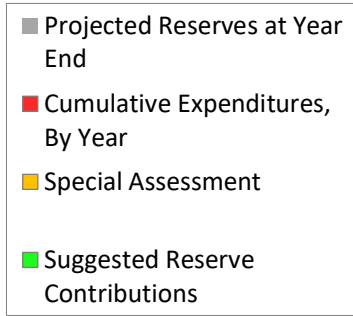 Projected Reserves at Year
End
Cumulative Expenditures,
By Year
Special Assessment
Suggested Reserve
Contributions